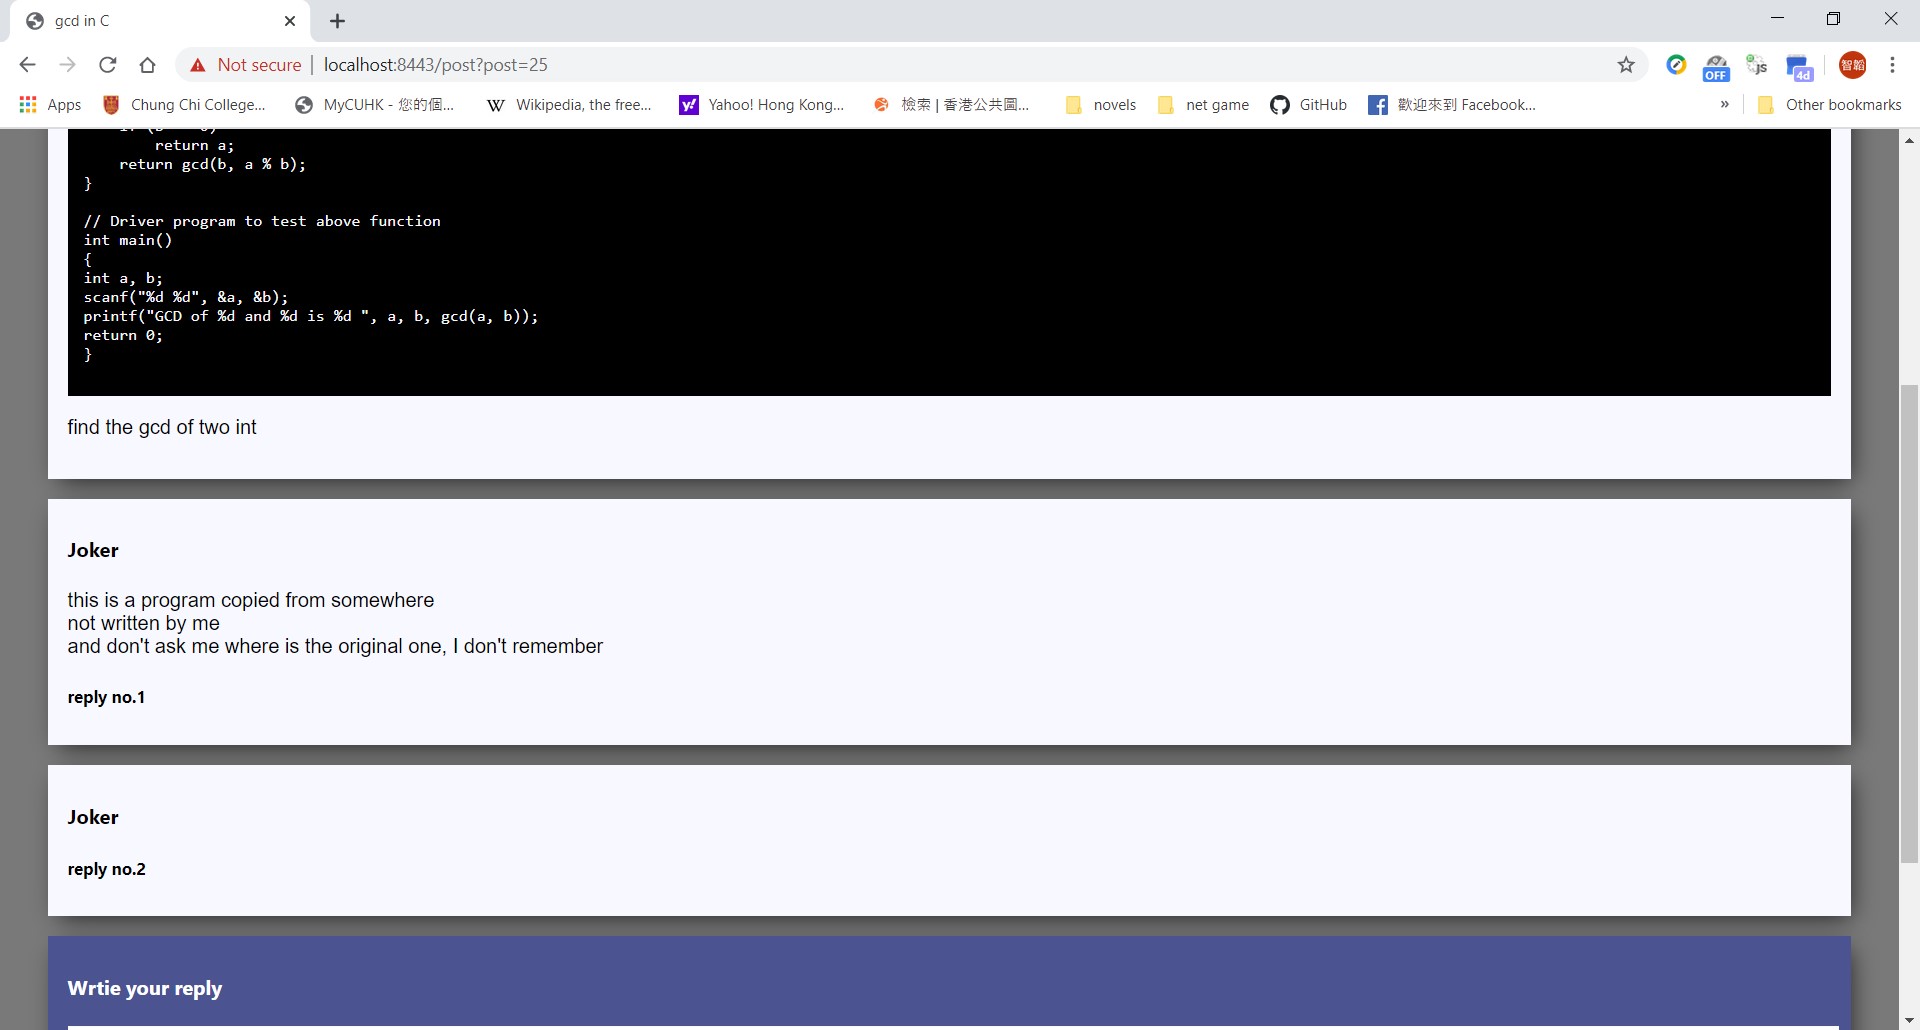 gcd in C
Not secure | localhost:8443/post?post=25
OFF
js
4d
智韜
Apps
Chung Chi College...
MyCUHK - 您的個...
W Wikipedia, the free...
y! Yahoo! Hong Kong...
檢索 | 香港公共圖...
novels
net game
GitHub
f 歡迎來到 Facebook...
»
Other bookmarks
return a;
return gcd(b, a % b);
}
// Driver program to test above function
int main()
{
int a, b;
scanf("%d %d", &a, &b);
printf("GCD of %d and %d is %d ", a, b, gcd(a, b));
return 0;
}
find the gcd of two int
Joker
this is a program copied from somewhere
not written by me
and don't ask me where is the original one, I don't remember
reply no.1
Joker
reply no.2
Wrtie your reply